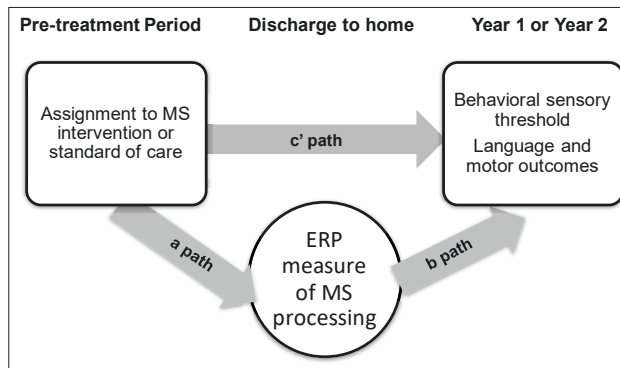 Pre-treatment Period Discharge to home Year 1 or Year 2
Assignment to MS
intervention or
standard of care
c' path
Behavioral sensory
threshold
Language and
motor outcomes
a path
ERP
measure
of MS
processing
b path